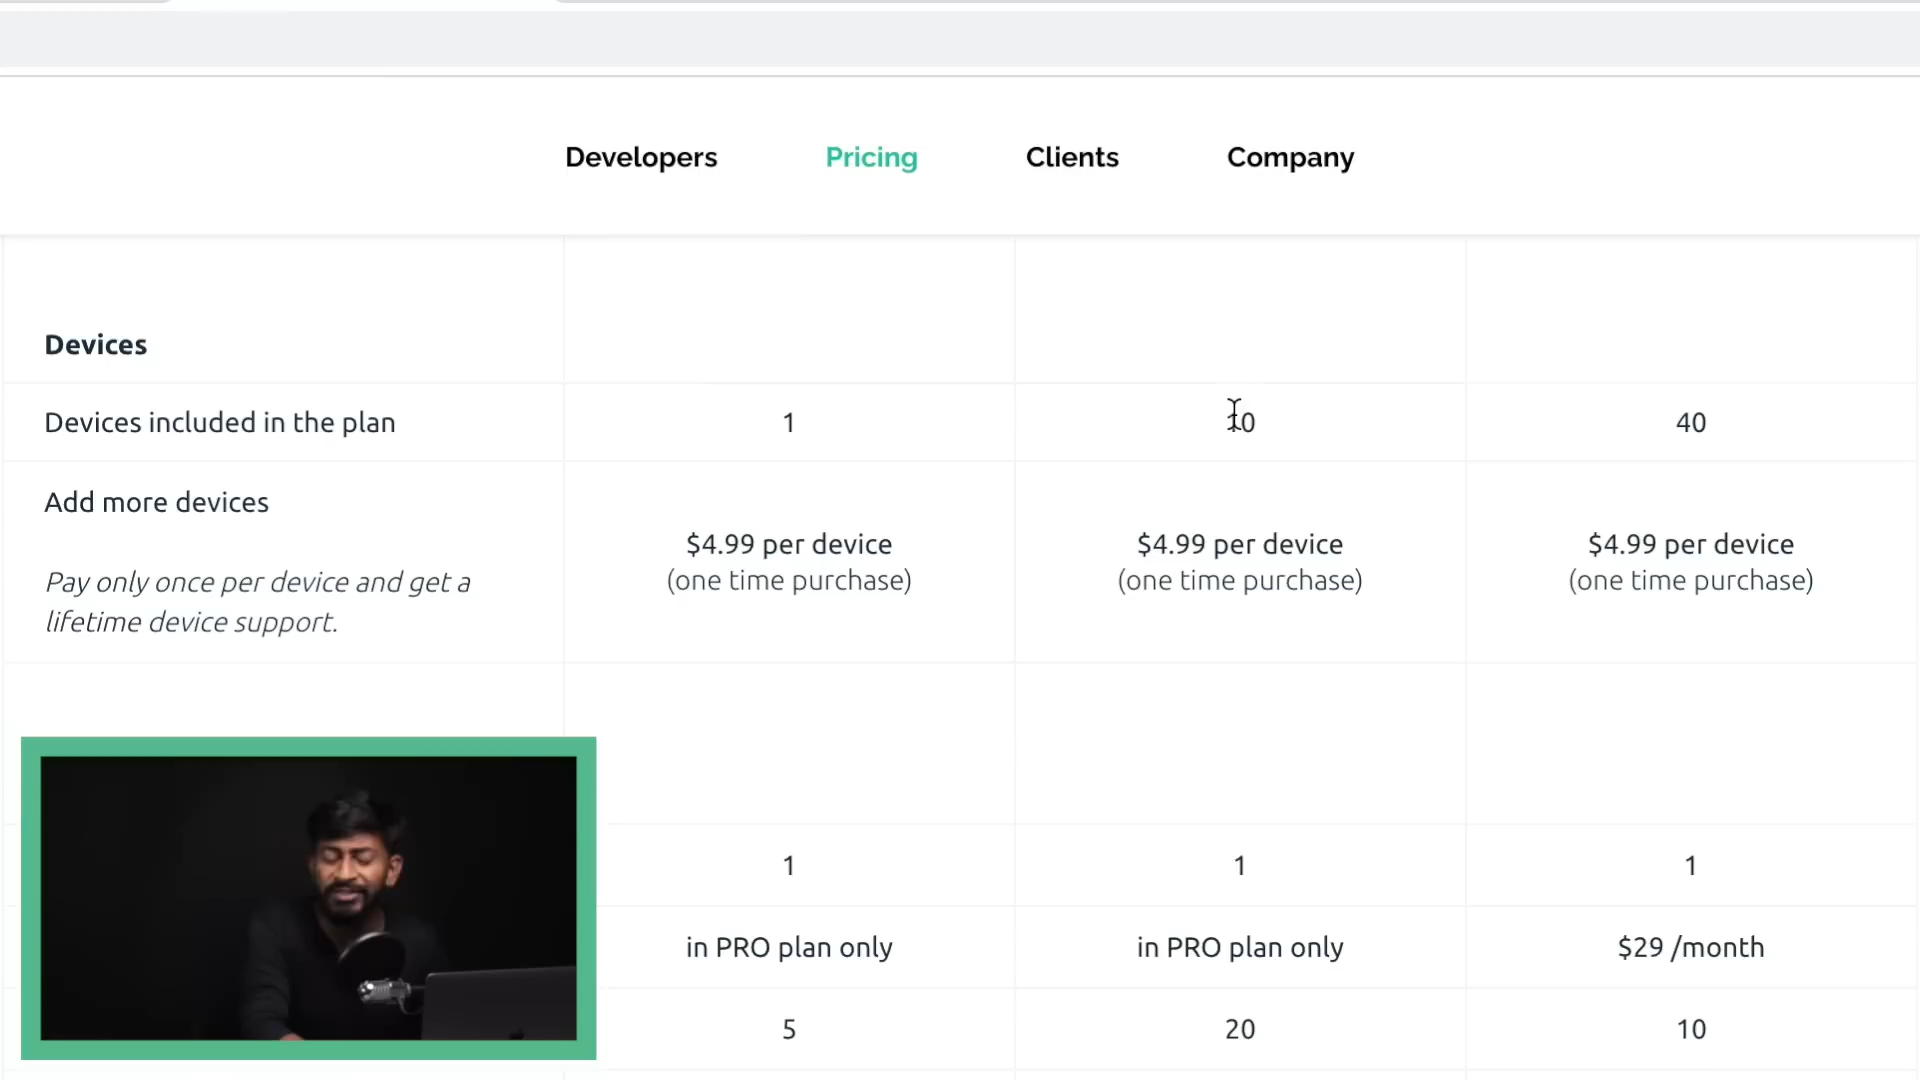 Developers Pricing Clients Company
Devices
Devices included in the plan 1 10 40
Add more devices
$4.99 per device $4.99 per device $4.99 per device
(one time purchase) (one time purchase) (one time purchase)
Pay only once per device and get a
lifetime device support.
1 1 1
in PRO plan only in PRO plan only $29 /month
5 20 10